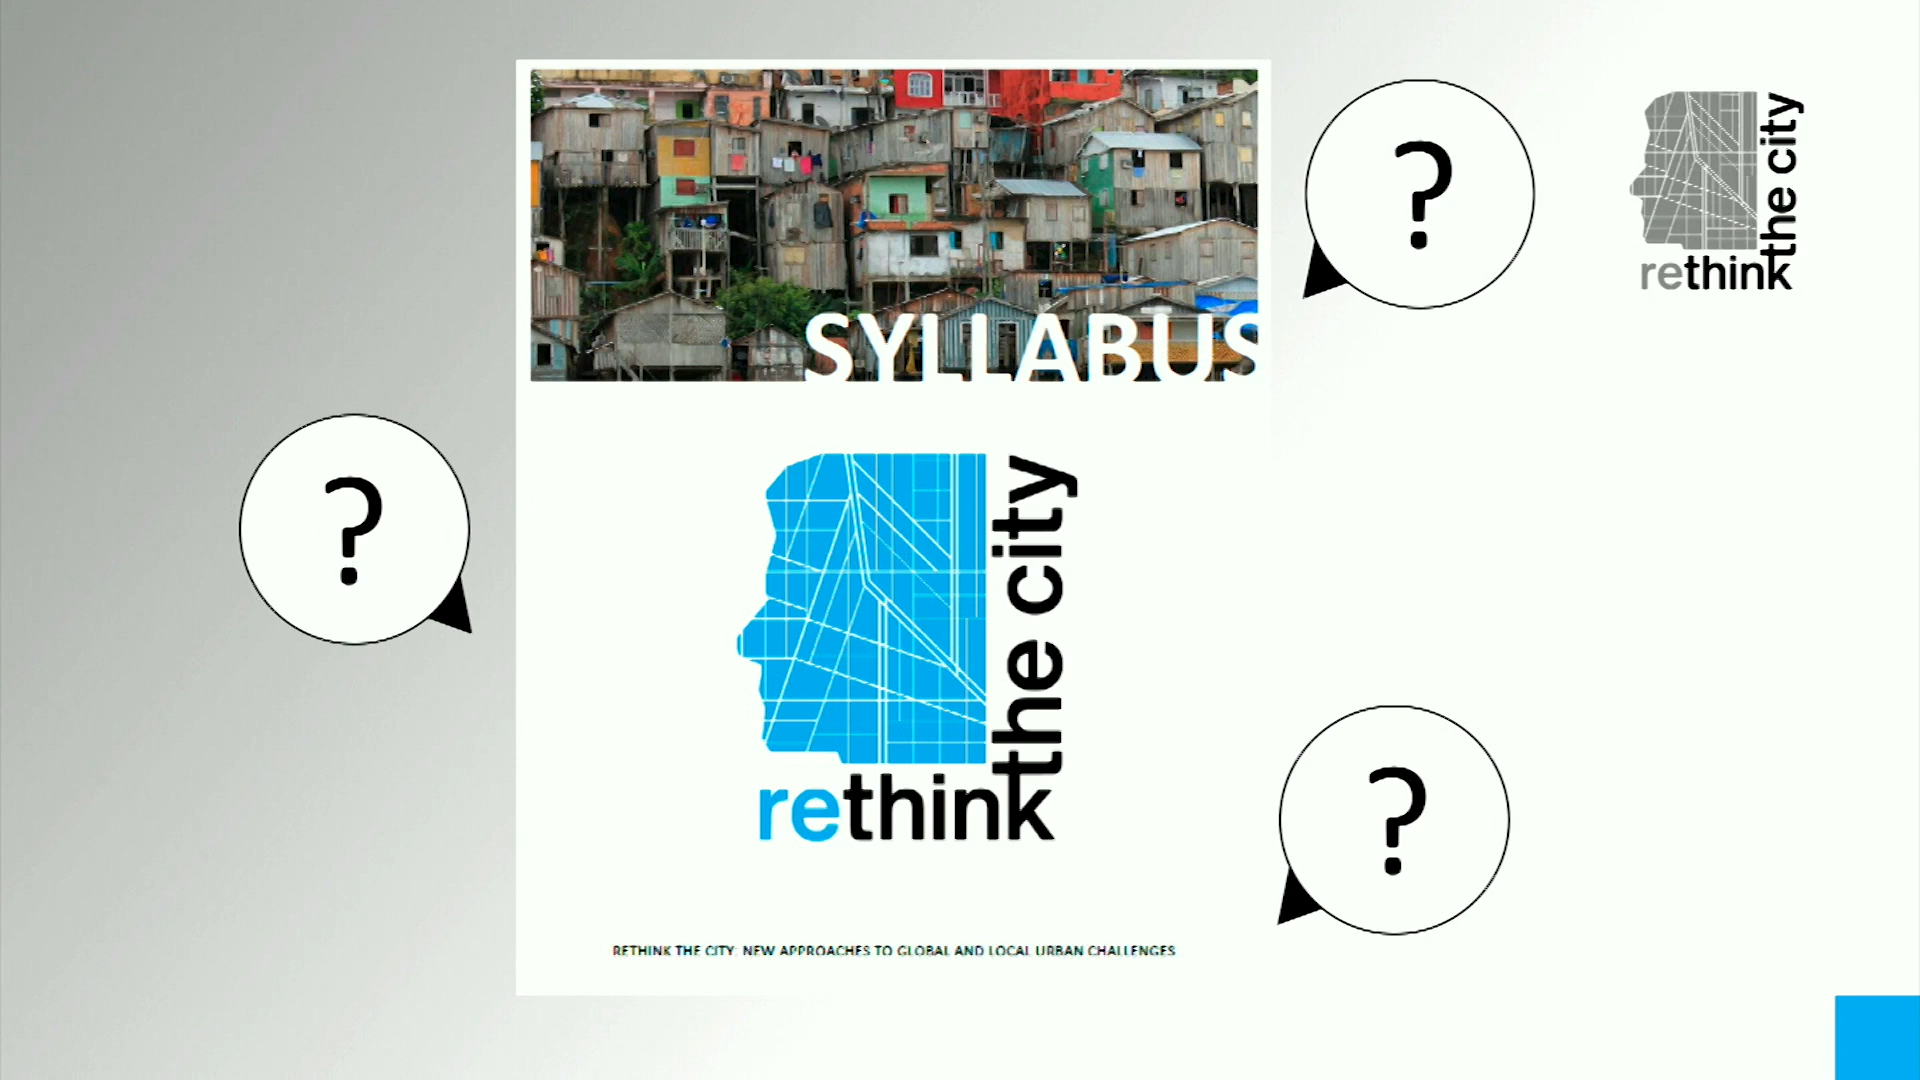 SYLLABUS
?
the city
rethink
?
the city
rethink
?
RETHINK THE CITY: NEW APPROACHES TO GLOBAL AND LOCAL URBAN CHALLENGES